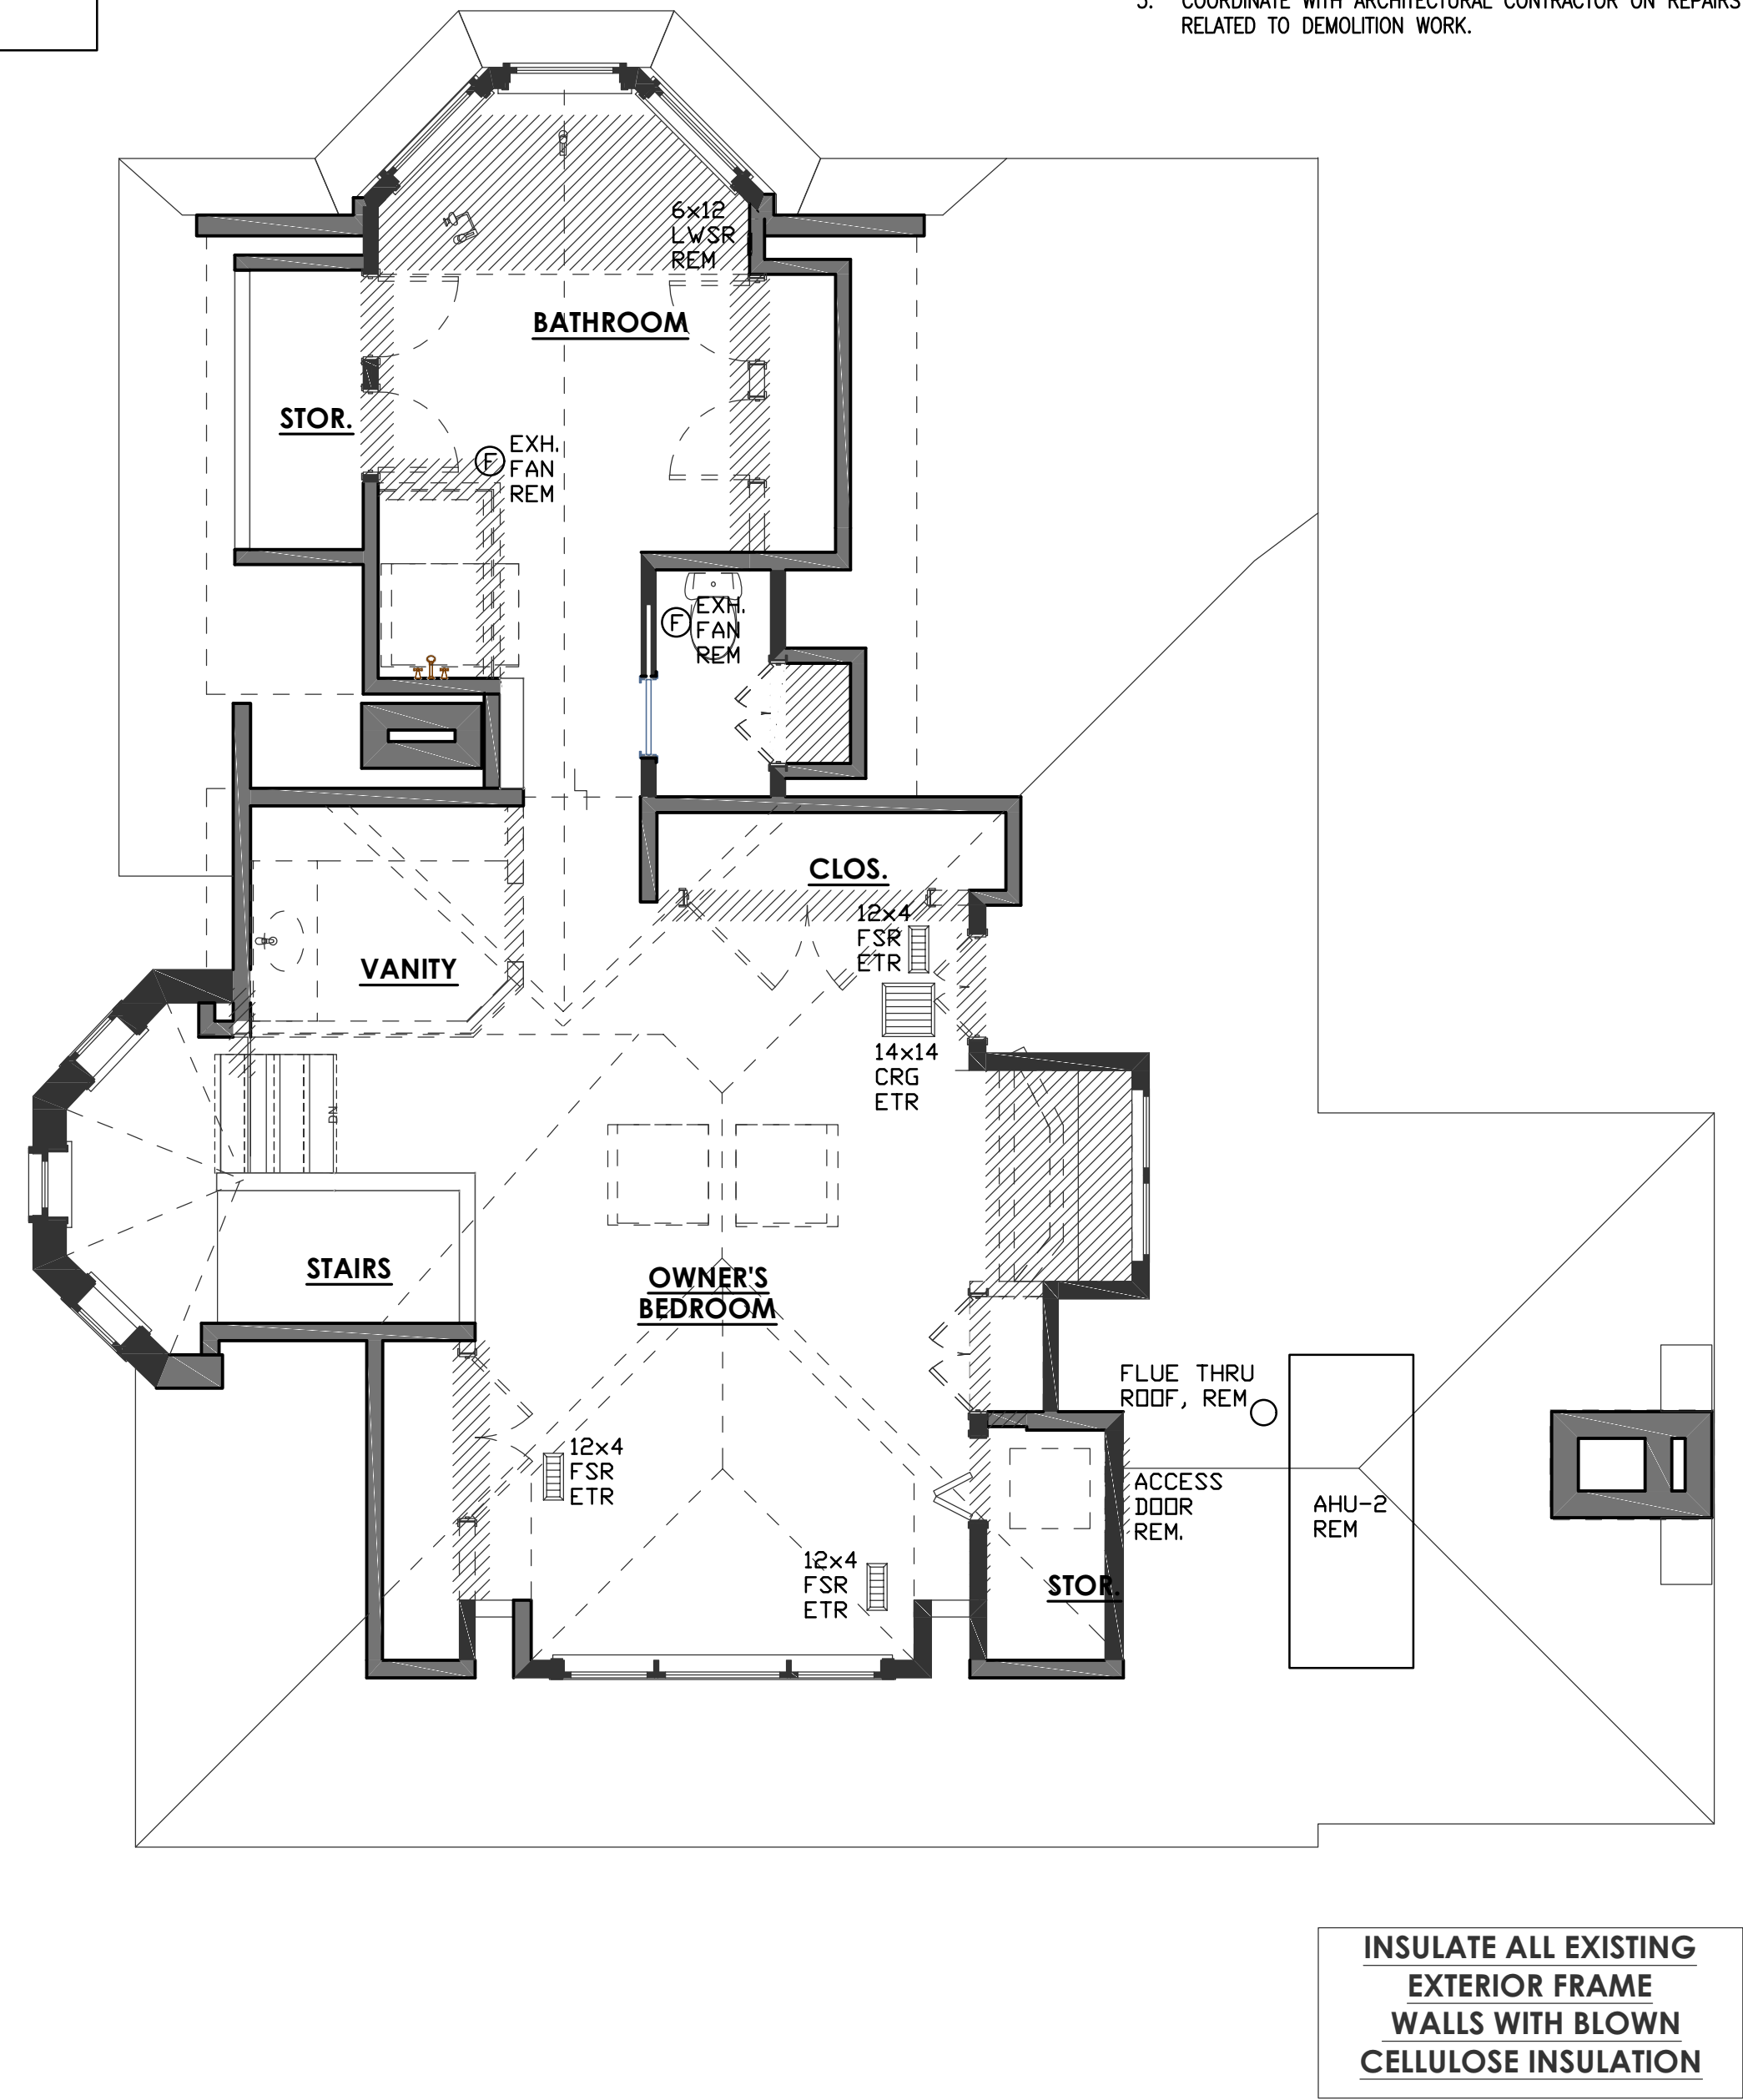 COORDINATE WITH ARCHITECTURAL CONTRACTOR ON REPAIRS
RELATED TO DEMOLITION WORK.
6x12
LWSR
REM
BATHROOM
STOR.
F
EXH.
FAN
REM
F
EXH.
FAN
REM
CLOS.
12x4
FSR
ETR
VANITY
14x14
CRG
ETR
DN
STAIRS
OWNER'S
BEDROOM
FLUE THRU
ROOF, REM
12x4
FSR
ETR
ACCESS
DOOR
REM.
AHU-2
REM
12x4
FSR
ETR
STOR.
INSULATE ALL EXISTING
EXTERIOR FRAME
WALLS WITH BLOWN
CELLULOSE INSULATION